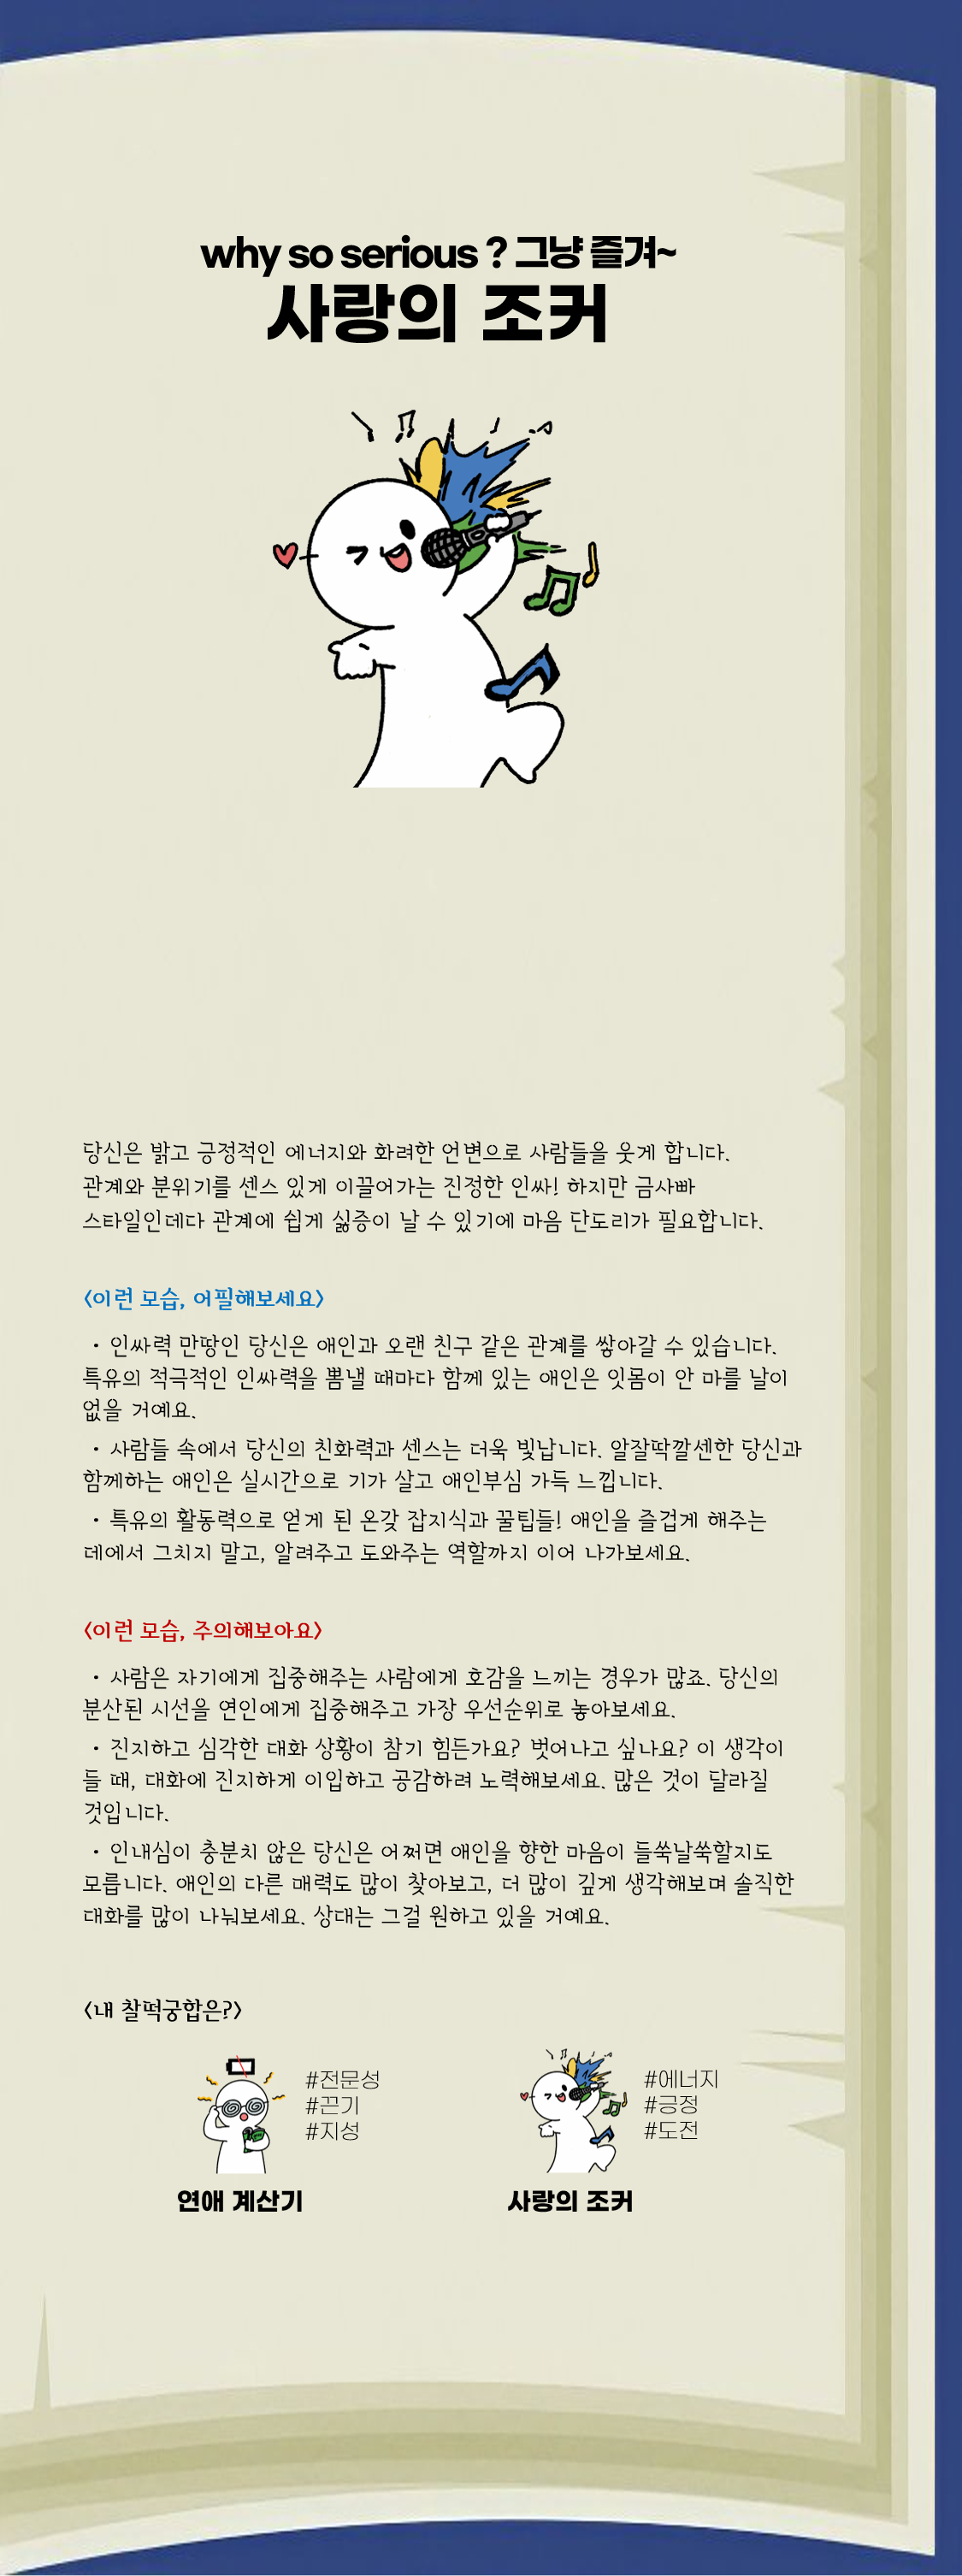 why so serious ? 그냥 즐겨~
사랑의 조커
당신은 밝고 긍정적인 에너지와 화려한 언변으로 사람들을 웃게 합니다.
관계와 분위기를 센스 있게 이끌어가는 진정한 인싸! 하지만 금사빠
스타일인데다 관계에 쉽게 싫증이 날 수 있기에 마음 단도리가 필요합니다.
<이런 모습, 어필해보세요>
• 인싸력 만땅인 당신은 애인과 오랜 친구 같은 관계를 쌓아갈 수 있습니다.
특유의 적극적인 인싸력을 뽐낼 때마다 함께 있는 애인은 잇몸이 안 마를 날이
없을 거예요.
• 사람들 속에서 당신의 친화력과 센스는 더욱 빛납니다. 알잘딱깔센한 당신과
함께하는 애인은 실시간으로 기가 살고 애인부심 가득 느낍니다.
• 특유의 활동력으로 얻게 된 온갖 잡지식과 꿀팁들! 애인을 즐겁게 해주는
데에서 그치지 말고, 알려주고 도와주는 역할까지 이어 나가보세요.
<이런 모습, 주의해보아요>
• 사람은 자기에게 집중해주는 사람에게 호감을 느끼는 경우가 많죠. 당신의
분산된 시선을 연인에게 집중해주고 가장 우선순위로 놓아보세요.
• 진지하고 심각한 대화 상황이 참기 힘든가요? 벗어나고 싶나요? 이 생각이
들 때, 대화에 진지하게 이입하고 공감하려 노력해보세요. 많은 것이 달라질
것입니다.
• 인내심이 충분치 않은 당신은 어쩌면 애인을 향한 마음이 들쑥날쑥할지도
모릅니다. 애인의 다른 매력도 많이 찾아보고, 더 많이 깊게 생각해보며 솔직한
대화를 많이 나눠보세요. 상대는 그걸 원하고 있을 거예요.
<내 찰떡궁합은?>
#전문성
#끈기
#지성
연애 계산기
#에너지
#긍정
#도전
사랑의 조커